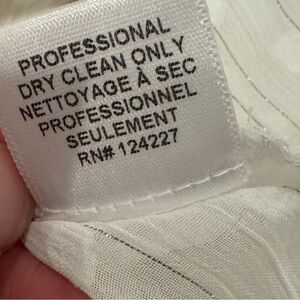 PROFESSIONAL
DRY CLEAN ONLY
NETTOYAGE À SEC
PROFESSIONNEL
SEULEMENT
RN# 124227